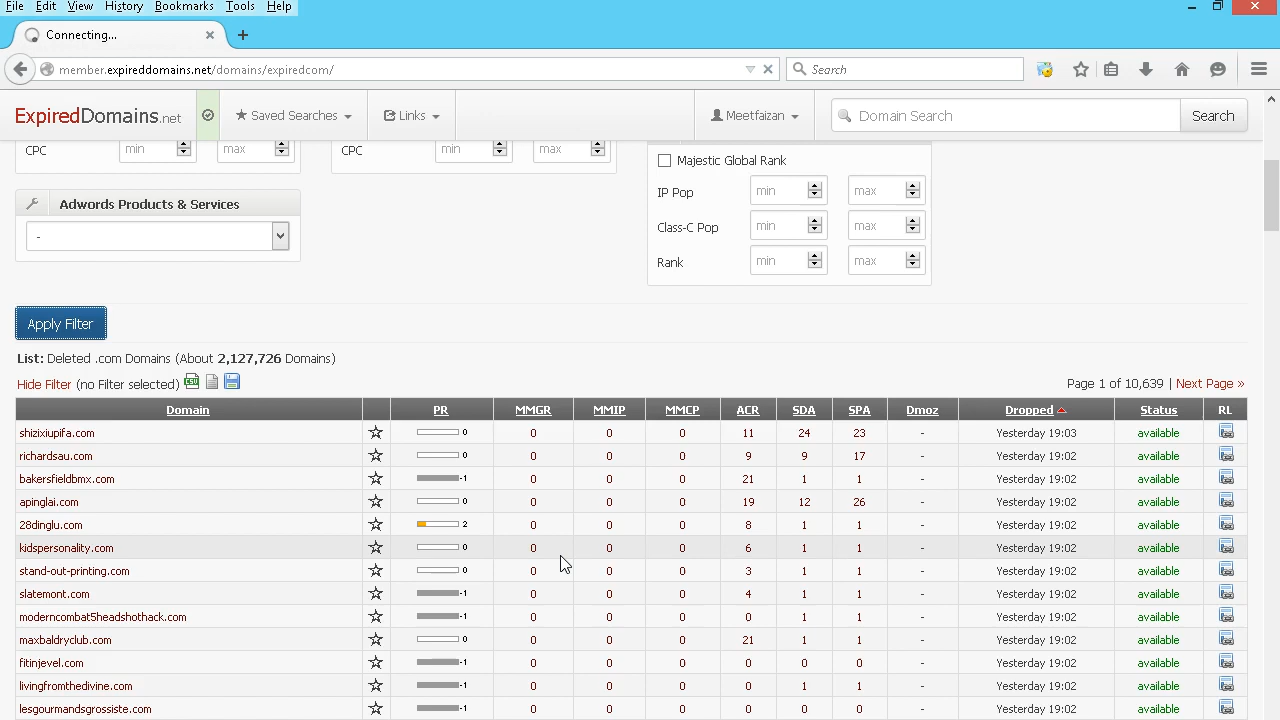 File Edit View History Bookmarks Tools Help
Connecting...
member.expireddomains.net/domains/expiredcom/ Search
ExpiredDomains.net Saved Searches Links Meetfaizan Domain Search Search
CPC min max CPC min max
Majestic Global Rank
IP Pop min max
Adwords Products & Services
Class-C Pop min max
-
Rank min max
Apply Filter
List: Deleted .com Domains (About 2,127,726 Domains)
Hide Filter (no Filter selected) CSV Page 1 of 10,639 | Next Page »
Domain PR MMGR MMIP MMCP ACR SDA SPA Dmoz Dropped Status RL
shizixiupifa.com 0 0 0 0 11 24 23 - Yesterday 19:03 available
richardsau.com 0 0 0 0 9 9 17 - Yesterday 19:02 available
bakersfieldbmx.com -1 0 0 0 21 1 1 - Yesterday 19:02 available
apinglai.com 0 0 0 0 19 12 26 - Yesterday 19:02 available
28dinglu.com 2 0 0 0 8 1 1 - Yesterday 19:02 available
kidspersonality.com 0 0 0 0 6 1 1 - Yesterday 19:02 available
stand-out-printing.com 0 0 0 0 3 1 1 - Yesterday 19:02 available
slatemont.com -1 0 0 0 4 1 1 - Yesterday 19:02 available
moderncombat5headshothack.com -1 0 0 0 0 1 1 - Yesterday 19:02 available
maxbaldryclub.com 0 0 0 0 21 1 1 - Yesterday 19:02 available
fitinjevel.com -1 0 0 0 0 0 0 - Yesterday 19:02 available
livingfromthedivine.com -1 0 0 0 0 1 1 - Yesterday 19:02 available
lesgourmandsgrossiste.com -1 0 0 0 0 0 0 - Yesterday 19:02 available